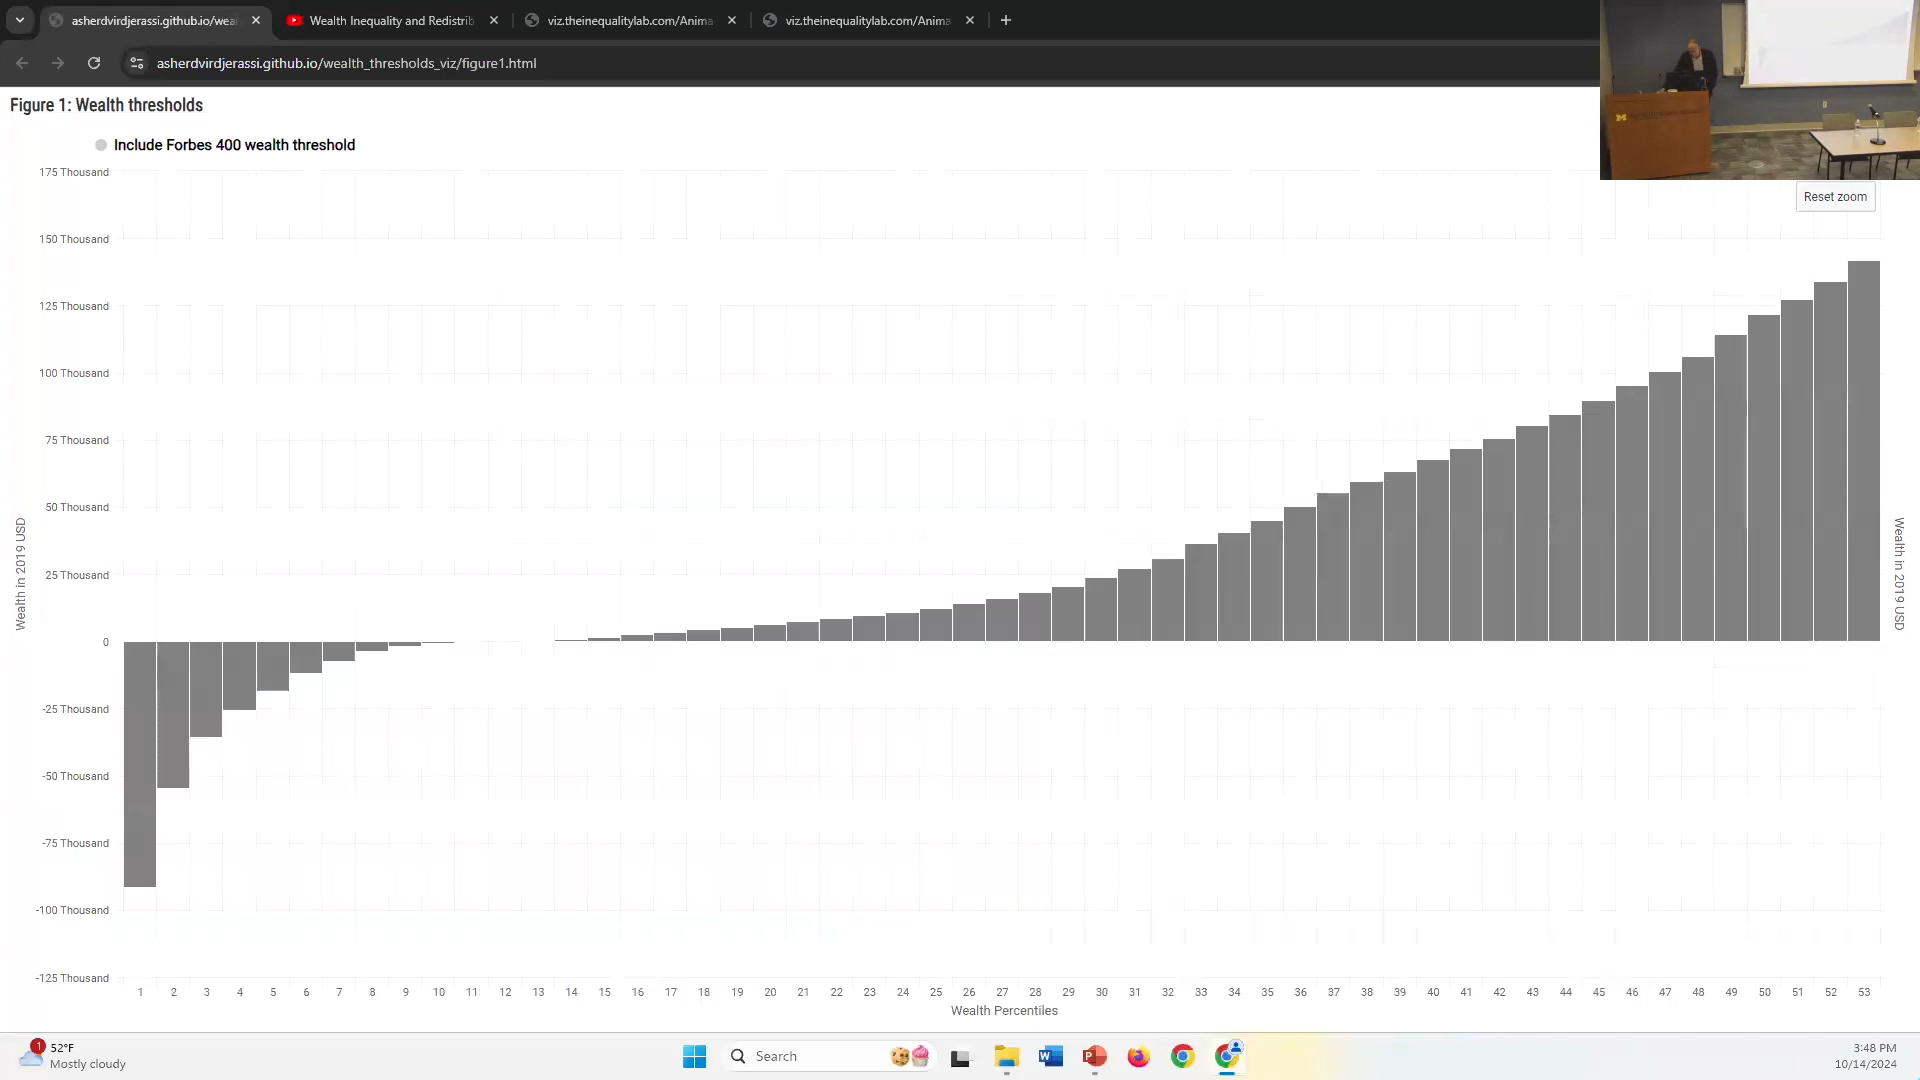 asherdvirdjerassi.github.io/weal
Wealth Inequality and Redistrib
viz.theinequalitylab.com/Anima
viz.theinequalitylab.com/Anima
asherdvirdjerassi.github.io/wealth_thresholds_viz/figure1.html
Figure 1: Wealth thresholds
Include Forbes 400 wealth threshold
Reset zoom
175 Thousand
150 Thousand
125 Thousand
100 Thousand
75 Thousand
50 Thousand
25 Thousand
0
-25 Thousand
-50 Thousand
-75 Thousand
-100 Thousand
-125 Thousand
Wealth in 2019 USD
Wealth in 2019 USD
1 2 3 4 5 6 7 8 9 10 11 12 13 14 15 16 17 18 19 20 21 22 23 24 25 26 27 28 29 30 31 32 33 34 35 36 37 38 39 40 41 42 43 44 45 46 47 48 49 50 51 52 53
Wealth Percentiles
1
52°F
Mostly cloudy
Search
3:48 PM
10/14/2024